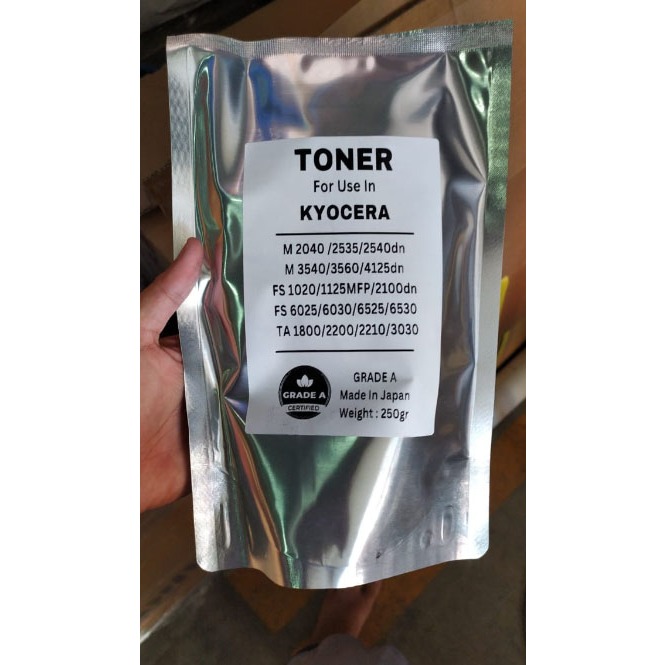 TONER
For Use In
KYOCERA
M 2040 /2535/2540dn
M 3540/3560/4125dn
FS 1020/1125MFP/2100dn
FS 6025/6030/6525/6530
TA 1800/2200/2210/3030
GRADE A
CERTIFIED
GRADE A
Made In Japan
Weight : 250gr